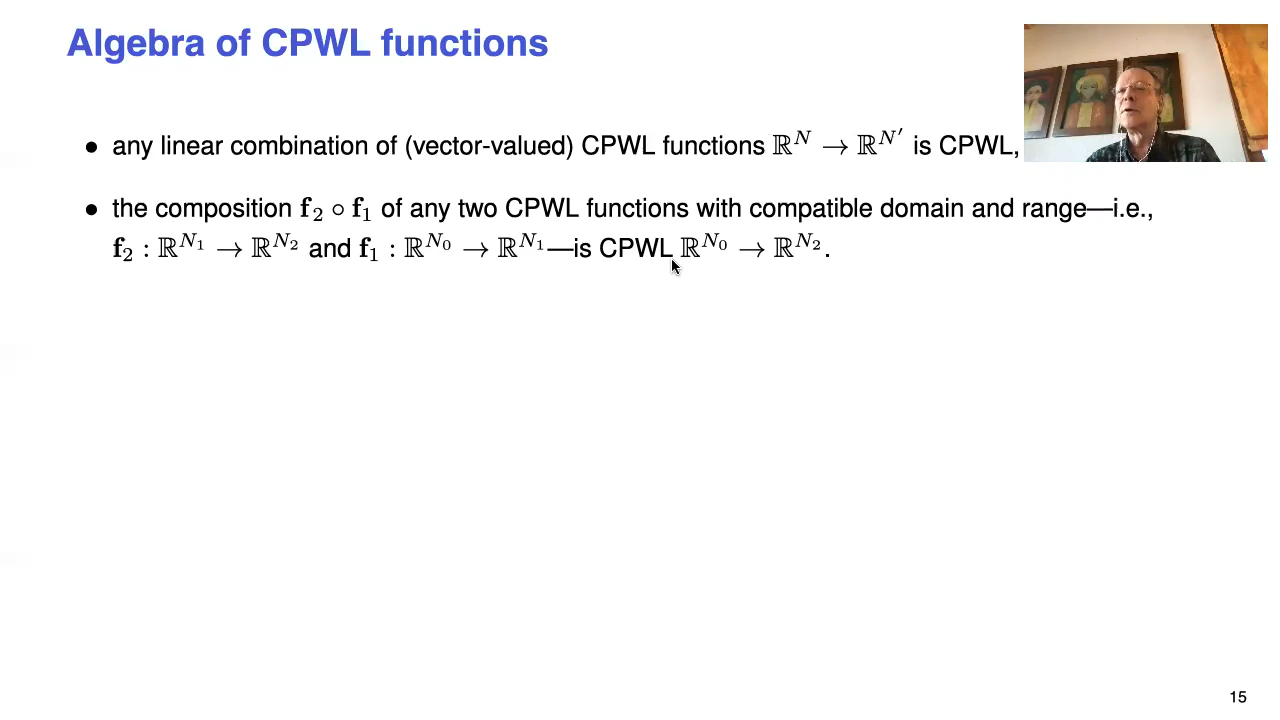 Algebra of CPWL functions
• any linear combination of (vector-valued) CPWL functions ℝ^N → ℝ^N′ is CPWL,
• the composition f₂ ∘ f₁ of any two CPWL functions with compatible domain and range—i.e.,
f₂ : ℝ^N₁ → ℝ^N₂ and f₁ : ℝ^N₀ → ℝ^N₁—is CPWL ℝ^N₀ → ℝ^N₂.
15